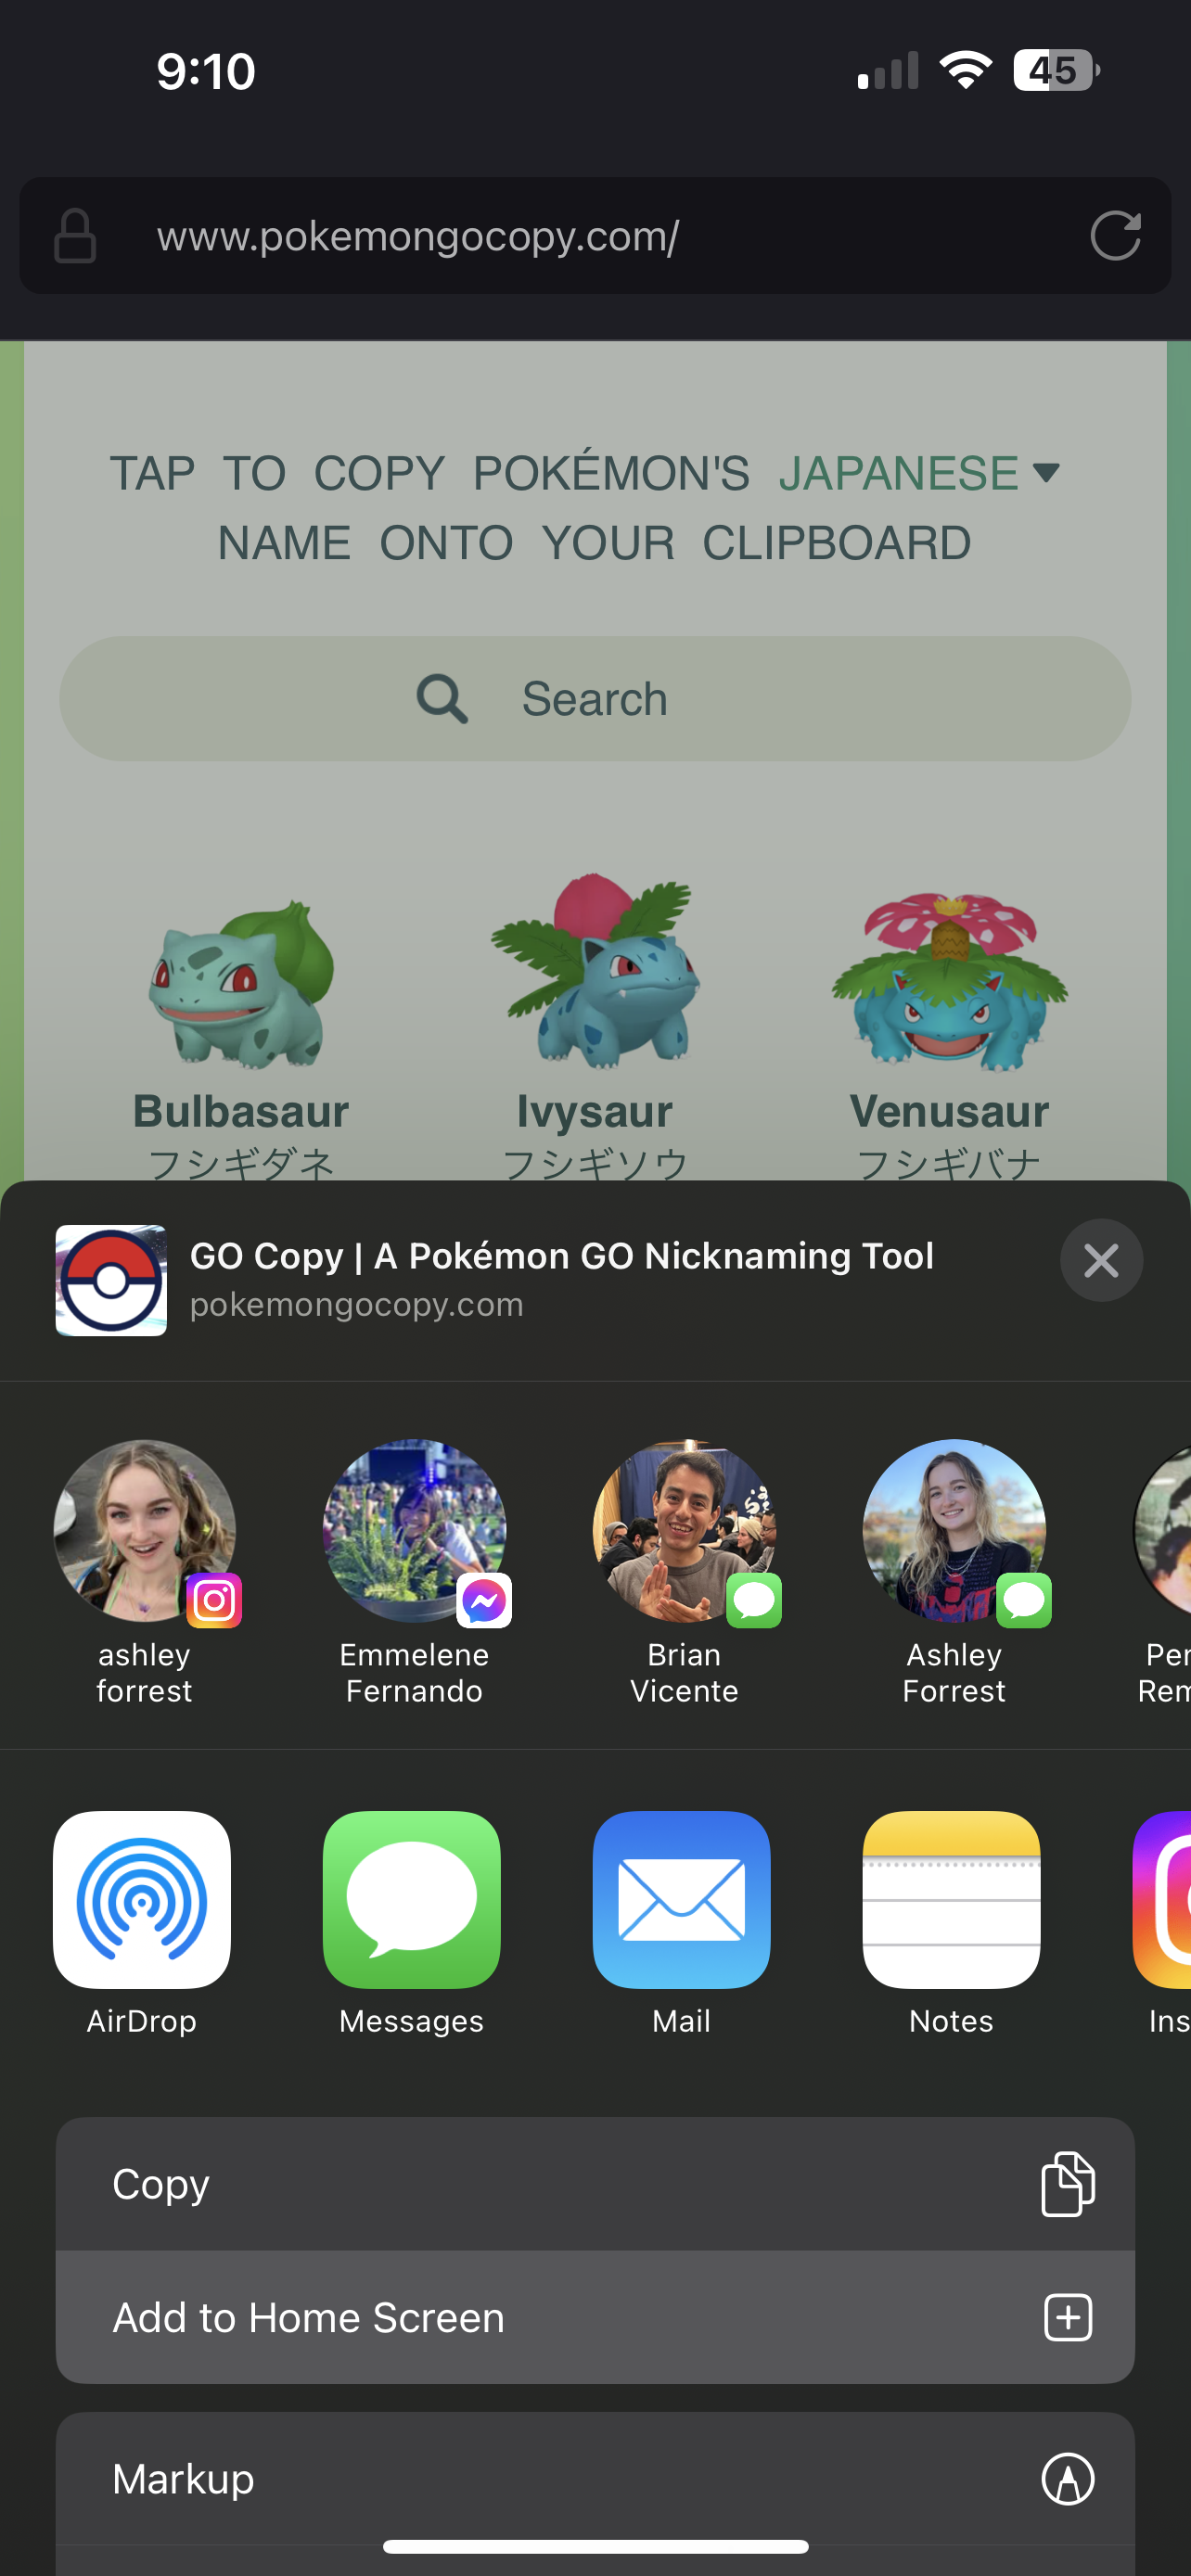 9:10
45
www.pokemongocopy.com/
TAP TO COPY POKÉMON'S JAPANESE
NAME ONTO YOUR CLIPBOARD
Search
Bulbasaur Ivysaur Venusaur
フシギダネ フシギソウ フシギバナ
GO Copy | A Pokémon GO Nicknaming Tool
pokemongocopy.com
ashley forrest
Emmelene Fernando
Brian Vicente
Ashley Forrest
AirDrop Messages Mail Notes
Copy
Add to Home Screen
Markup